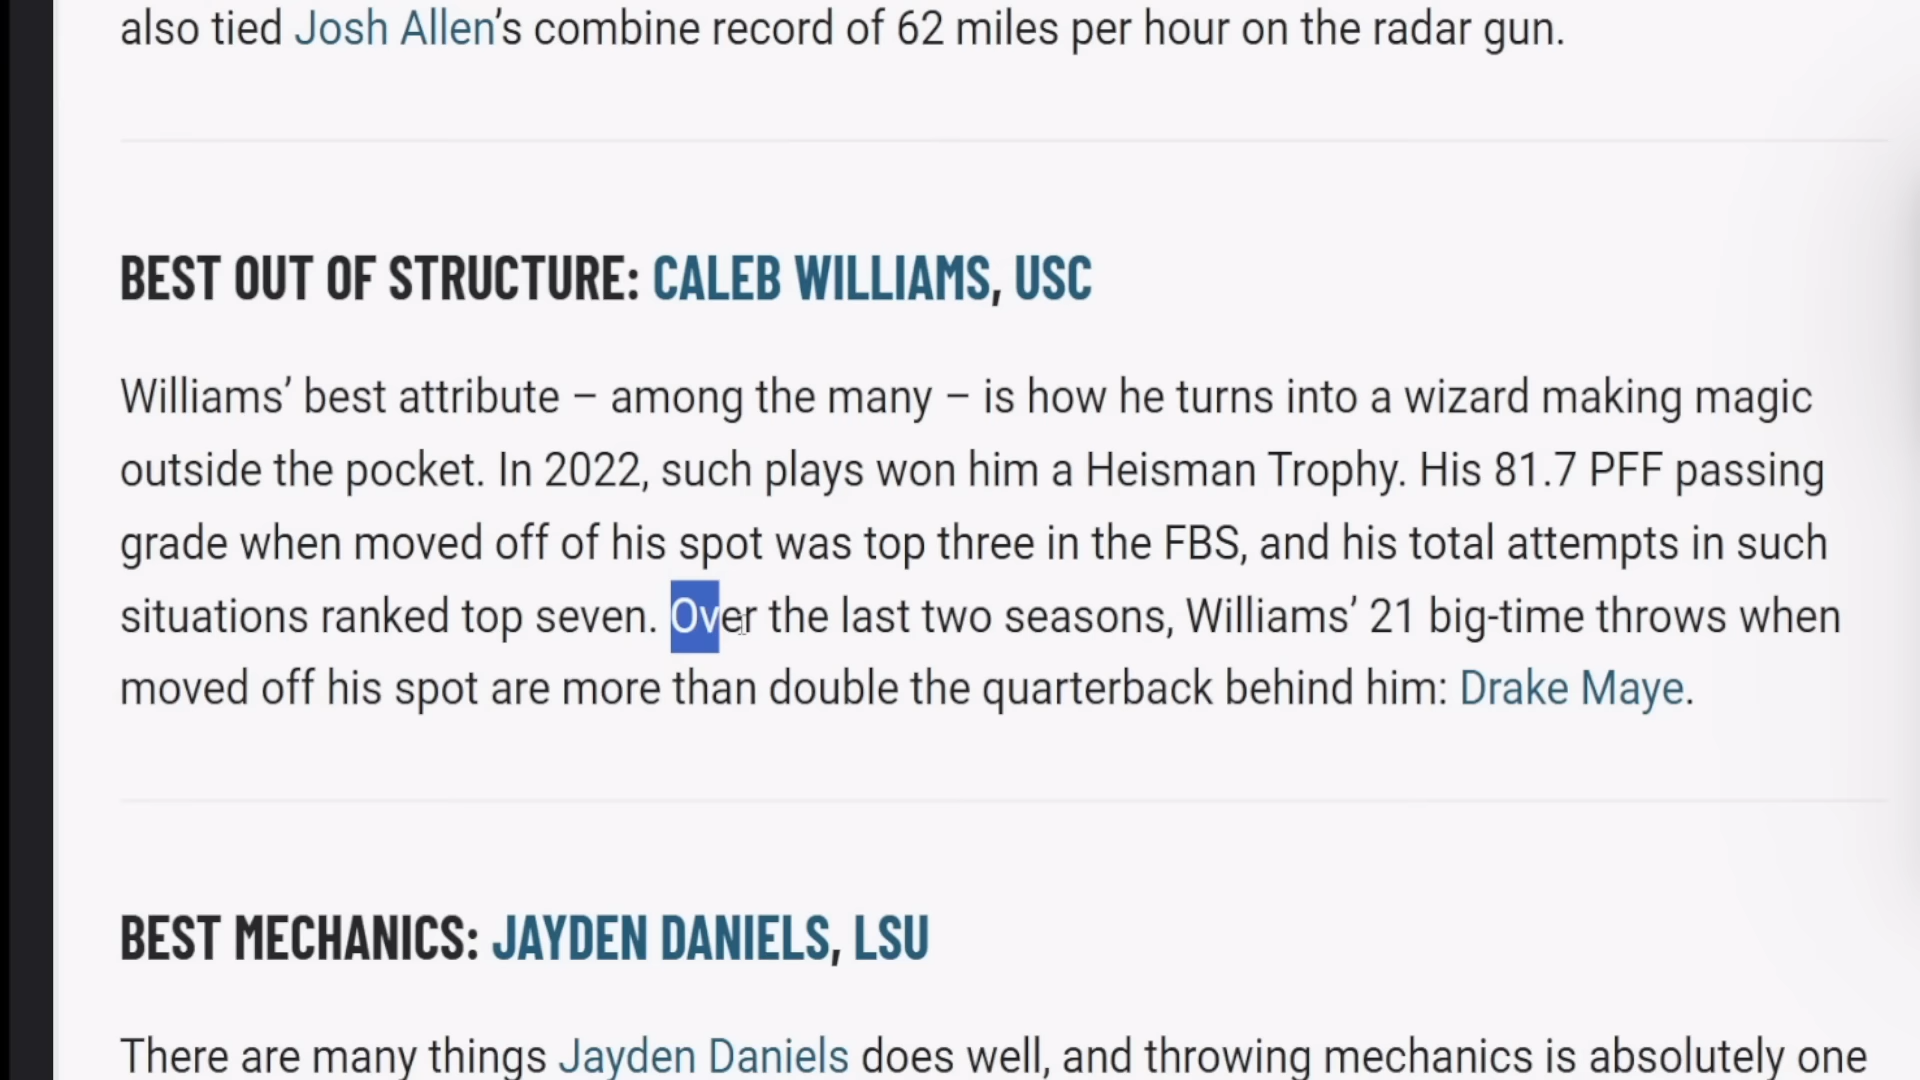 also tied Josh Allen’s combine record of 62 miles per hour on the radar gun.
BEST OUT OF STRUCTURE: CALEB WILLIAMS, USC
Williams’ best attribute – among the many – is how he turns into a wizard making magic
outside the pocket. In 2022, such plays won him a Heisman Trophy. His 81.7 PFF passing
grade when moved off of his spot was top three in the FBS, and his total attempts in such
situations ranked top seven. Over the last two seasons, Williams’ 21 big-time throws when
moved off his spot are more than double the quarterback behind him: Drake Maye.
BEST MECHANICS: JAYDEN DANIELS, LSU
There are many things Jayden Daniels does well, and throwing mechanics is absolutely one